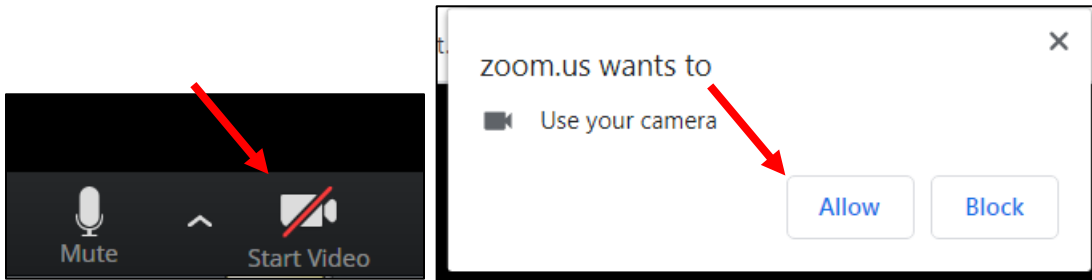 Mute
Start Video
t.
zoom.us wants to
Use your camera
Allow
Block